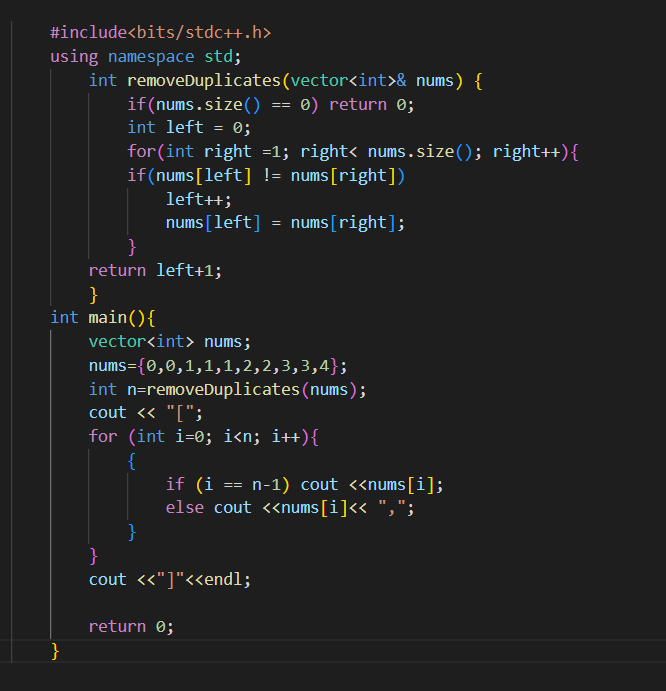 #include<bits/stdc++.h>
using namespace std;
    int removeDuplicates(vector<int>& nums) {
        if(nums.size() == 0) return 0;
        int left = 0;
        for(int right =1; right< nums.size(); right++){
        if(nums[left] != nums[right])
            left++;
            nums[left] = nums[right];
        }
    return left+1;
    }
int main(){
    vector<int> nums;
    nums={0,0,1,1,1,2,2,3,3,4};
    int n=removeDuplicates(nums);
    cout << "[";
    for (int i=0; i<n; i++){
        {
            if (i == n-1) cout <<nums[i];
            else cout <<nums[i]<< ",";
        }
    }
    cout <<"]"<<endl;

    return 0;
}